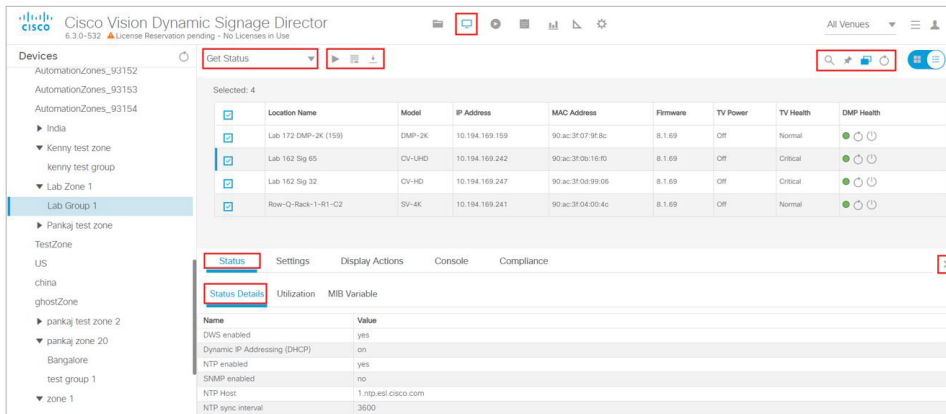 cisco
Cisco Vision Dynamic Signage Director
6.3.0-532 License Reservation pending - No Licenses in Use
All Venues
Devices
Get Status
AutomationZones_93152
AutomationZones_93153
AutomationZones_93154
India
Kenny test zone
kenny test group
Lab Zone 1
Lab Group 1
Pankaj test zone
TestZone
US
china
ghostZone
pankaj test zone 2
pankaj zone 20
Bangalore
test group 1
zone 1
Selected: 4
Location Name Model IP Address MAC Address Firmware TV Power TV Health DMP Health
Lab 172 DMP-2K (159) DMP-2K 10.194.169.159 90:ac:3f:07:9f:8c 8.1.69 Off Normal
Lab 162 Sig 65 CV-UHD 10.194.169.242 90:ac:3f:0b:16:f0 8.1.69 Off Critical
Lab 162 Sig 32 CV-HD 10.194.169.247 90:ac:3f:0d:99:06 8.1.69 Off Critical
Row-Q-Rack-1-R1-C2 SV-4K 10.194.169.241 90:ac:3f:04:00:4c 8.1.69 Off Normal
Status Settings Display Actions Console Compliance
Status Details Utilization MIB Variable
Name Value
DWS enabled yes
Dynamic IP Addressing (DHCP) on
NTP enabled yes
SNMP enabled no
NTP Host 1.ntp.esl.cisco.com
NTP sync interval 3600